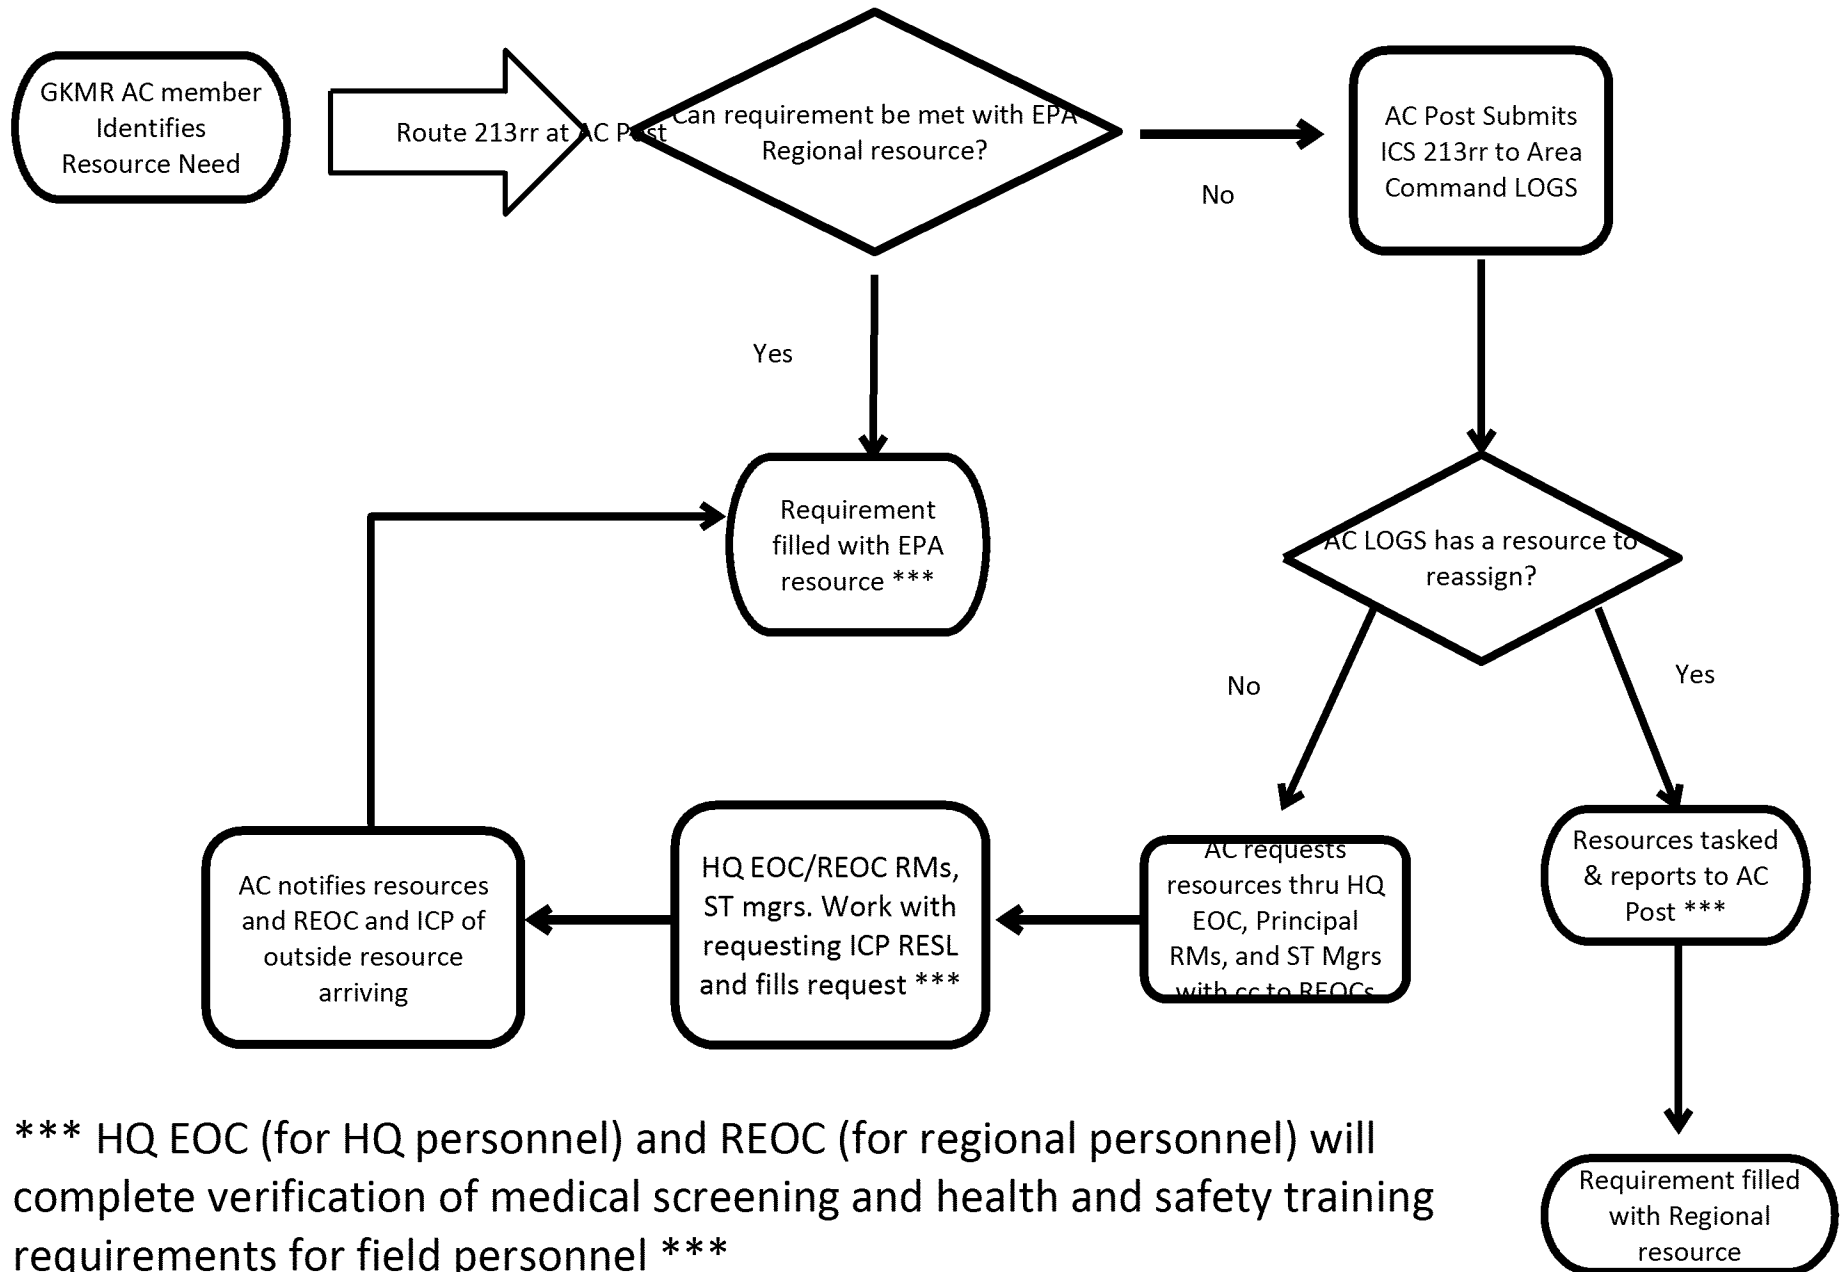 GKMR AC member
Identifies
Resource Need
Route 213rr at AC Post
Can requirement be met with EPA
Regional resource?
No
AC Post Submits
ICS 213rr to Area
Command LOGS
Yes
Requirement
filled with EPA
resource ***
AC LOGS has a resource to
reassign?
No
Yes
AC notifies resources
and REOC and ICP of
outside resource
arriving
HQ EOC/REOC RMs,
ST mgrs. Work with
requesting ICP RESL
and fills request ***
AC requests
resources thru HQ
EOC, Principal
RMs, and ST Mgrs
with cc to REOCs
Resources tasked
& reports to AC
Post ***
Requirement filled
with Regional
resource
*** HQ EOC (for HQ personnel) and REOC (for regional personnel) will
complete verification of medical screening and health and safety training
requirements for field personnel ***